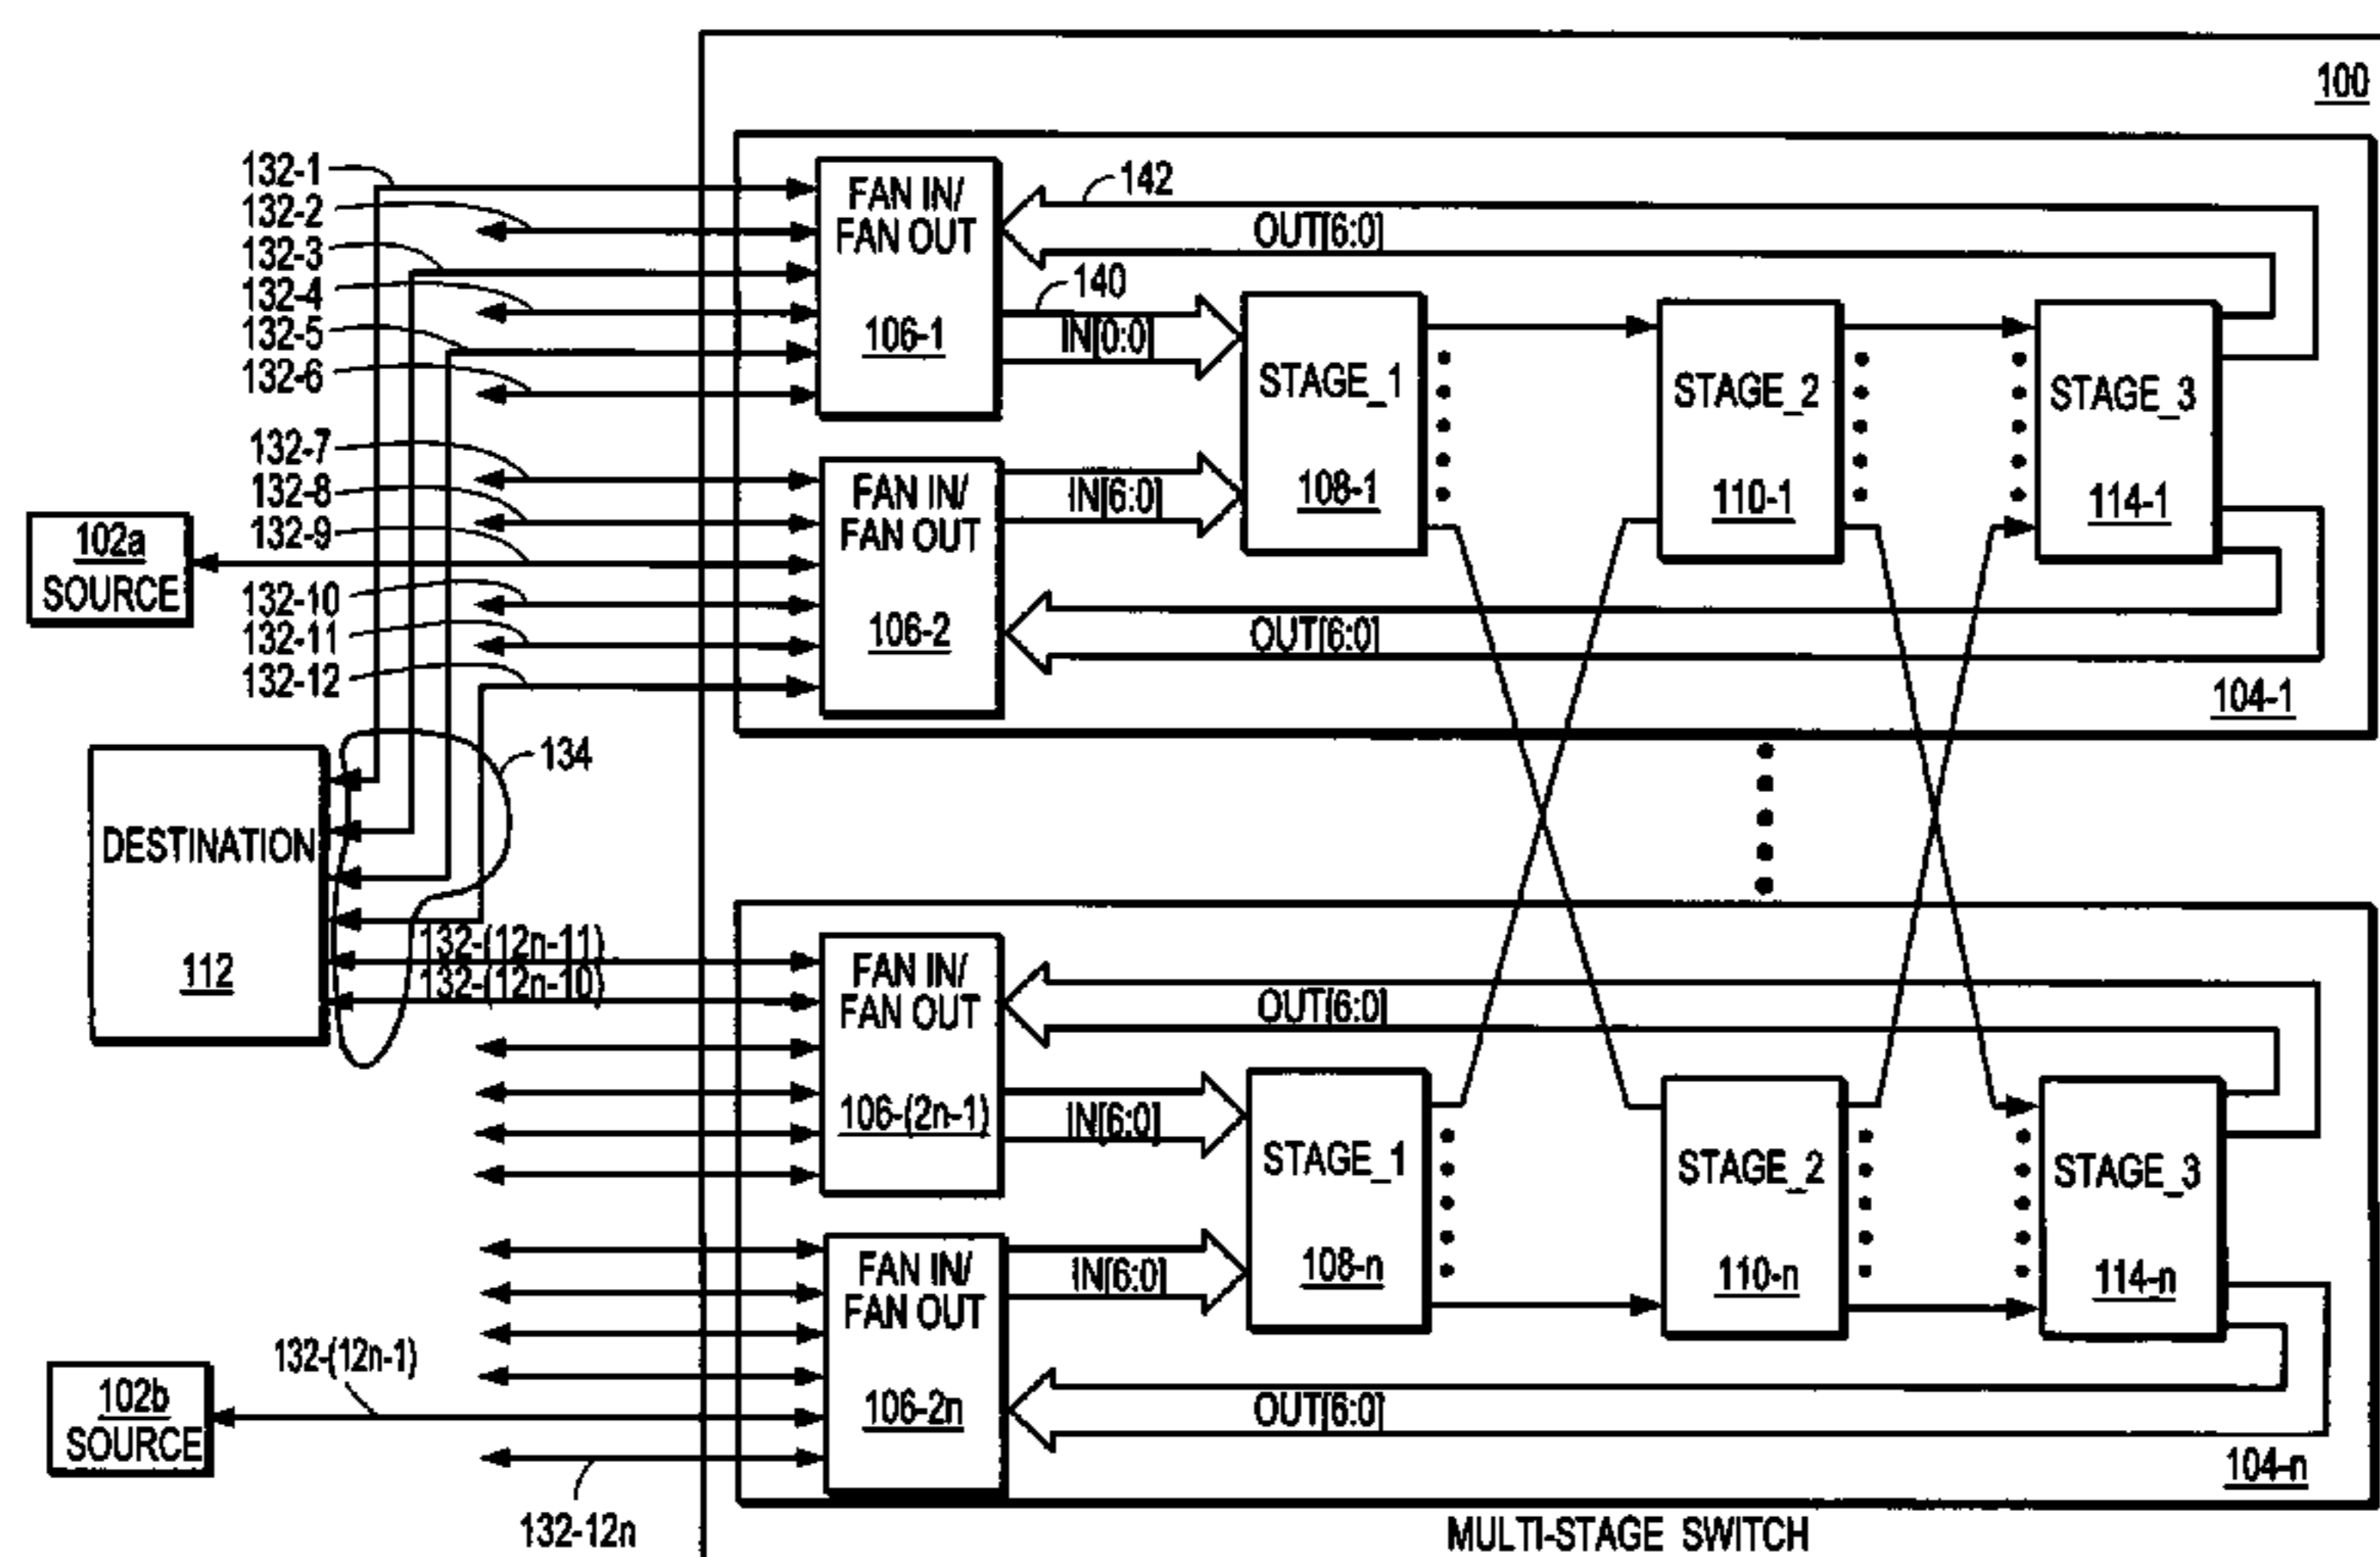 100
132-1
132-2
132-3
132-4
132-5
132-6
132-7
132-8
132-9
132-10
132-11
132-12
102a
SOURCE
DESTINATION
112
134
132-(12n-11)
132-(12n-10)
132-(12n-1)
102b
SOURCE
132-12n
FAN IN/
FAN OUT
106-1
142
OUT[6:0]
140
IN[0:0]
STAGE_1
108-1
STAGE_2
110-1
STAGE_3
114-1
FAN IN/
FAN OUT
106-2
IN[6:0]
OUT[6:0]
104-1
FAN IN/
FAN OUT
106-(2n-1)
OUT[6:0]
IN[6:0]
STAGE_1
108-n
STAGE_2
110-n
STAGE_3
114-n
FAN IN/
FAN OUT
106-2n
IN[6:0]
OUT[6:0]
104-n
MULTI-STAGE SWITCH